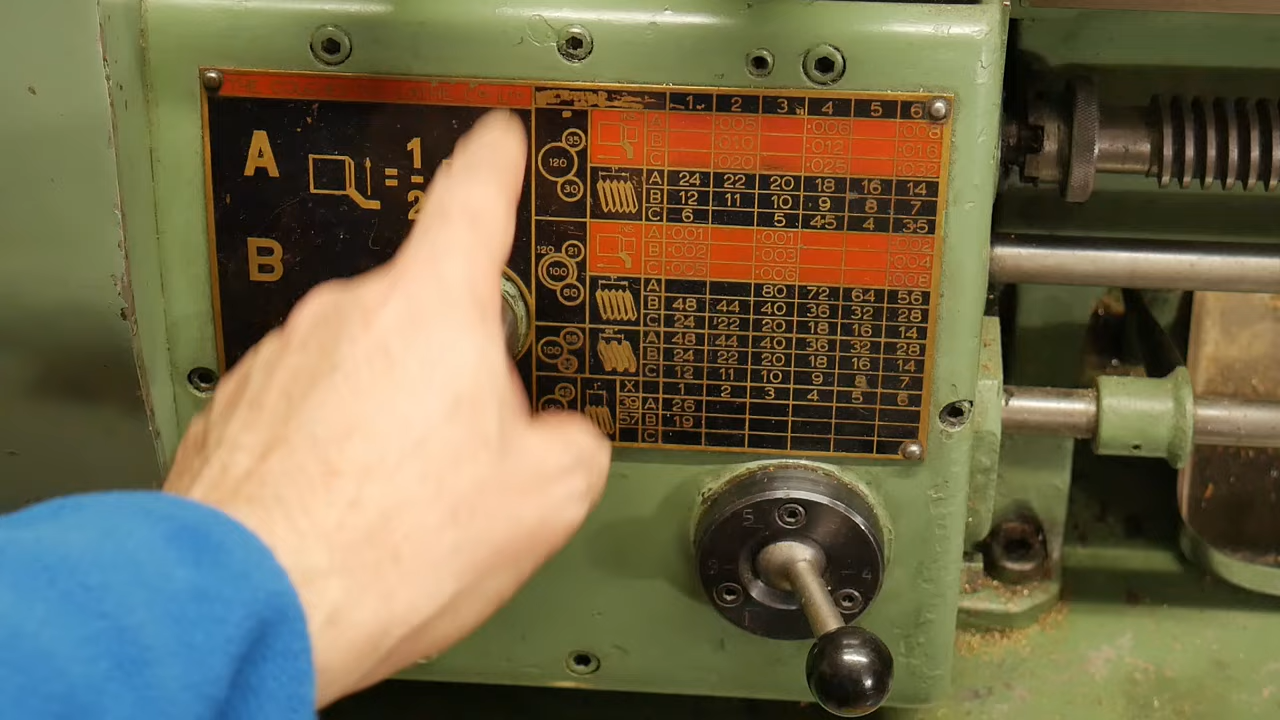 1 2 3 4 5 6
A
= 1
2
B
35
120
30
INS
A .005 .006 .008
B .010 .012 .016
C .020 .025 .032
A 24 22 20 18 16 14
B 12 11 10 9 8 7
C 6 5 4·5 4 3·5
120 21
100
60
INS
A .001 .001 .002
B .002 .003 .004
C .005 .006 .008
A 80 72 64 56
B 48 44 40 36 32 28
C 24 22 20 18 16 14
100
A 48 44 40 36 32 28
B 24 22 20 18 16 14
C 12 11 10 9 8 7
X 1 2 3 4 5 6
39 A 26
57 B 19
C
5
3 4
1